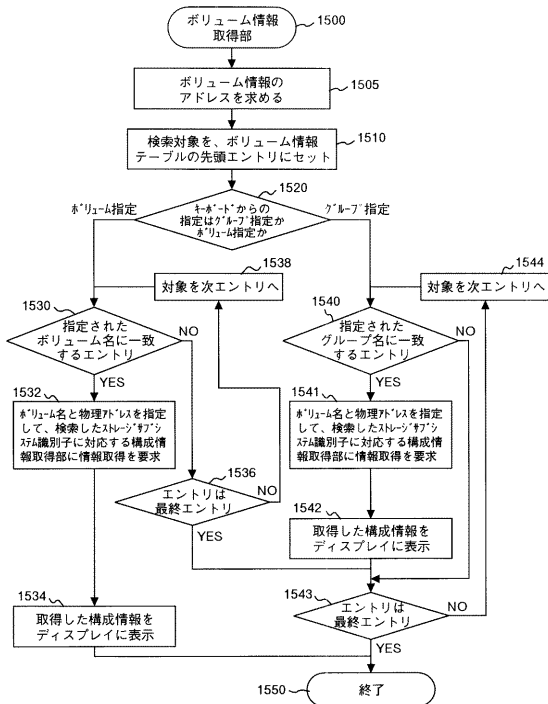 ボリューム情報
取得部
1500
ボリューム情報の
アドレスを求める
1505
検索対象を、ボリューム情報
テーブルの先頭エントリにセット
1510
1520
キーボードからの
指定はグループ指定か
ボリューム指定か
ボリューム指定
グループ指定
1538
対象を次エントリへ
1544
対象を次エントリへ
1530
指定された
ボリューム名に一致
するエントリ
NO
YES
1540
指定された
グループ名に一致
するエントリ
NO
YES
1532
ボリューム名と物理アドレスを指定
して、検索したストレージサブシ
ステム識別子に対応する構成情
報取得部に情報取得を要求
1541
ボリューム名と物理アドレスを指定
して、検索したストレージサブシ
ステム識別子に対応する構成情
報取得部に情報取得を要求
1536
エントリは
最終エントリ
NO
YES
1542
取得した構成情報を
ディスプレイに表示
1534
取得した構成情報を
ディスプレイに表示
1543
エントリは
最終エントリ
NO
YES
1550
終了